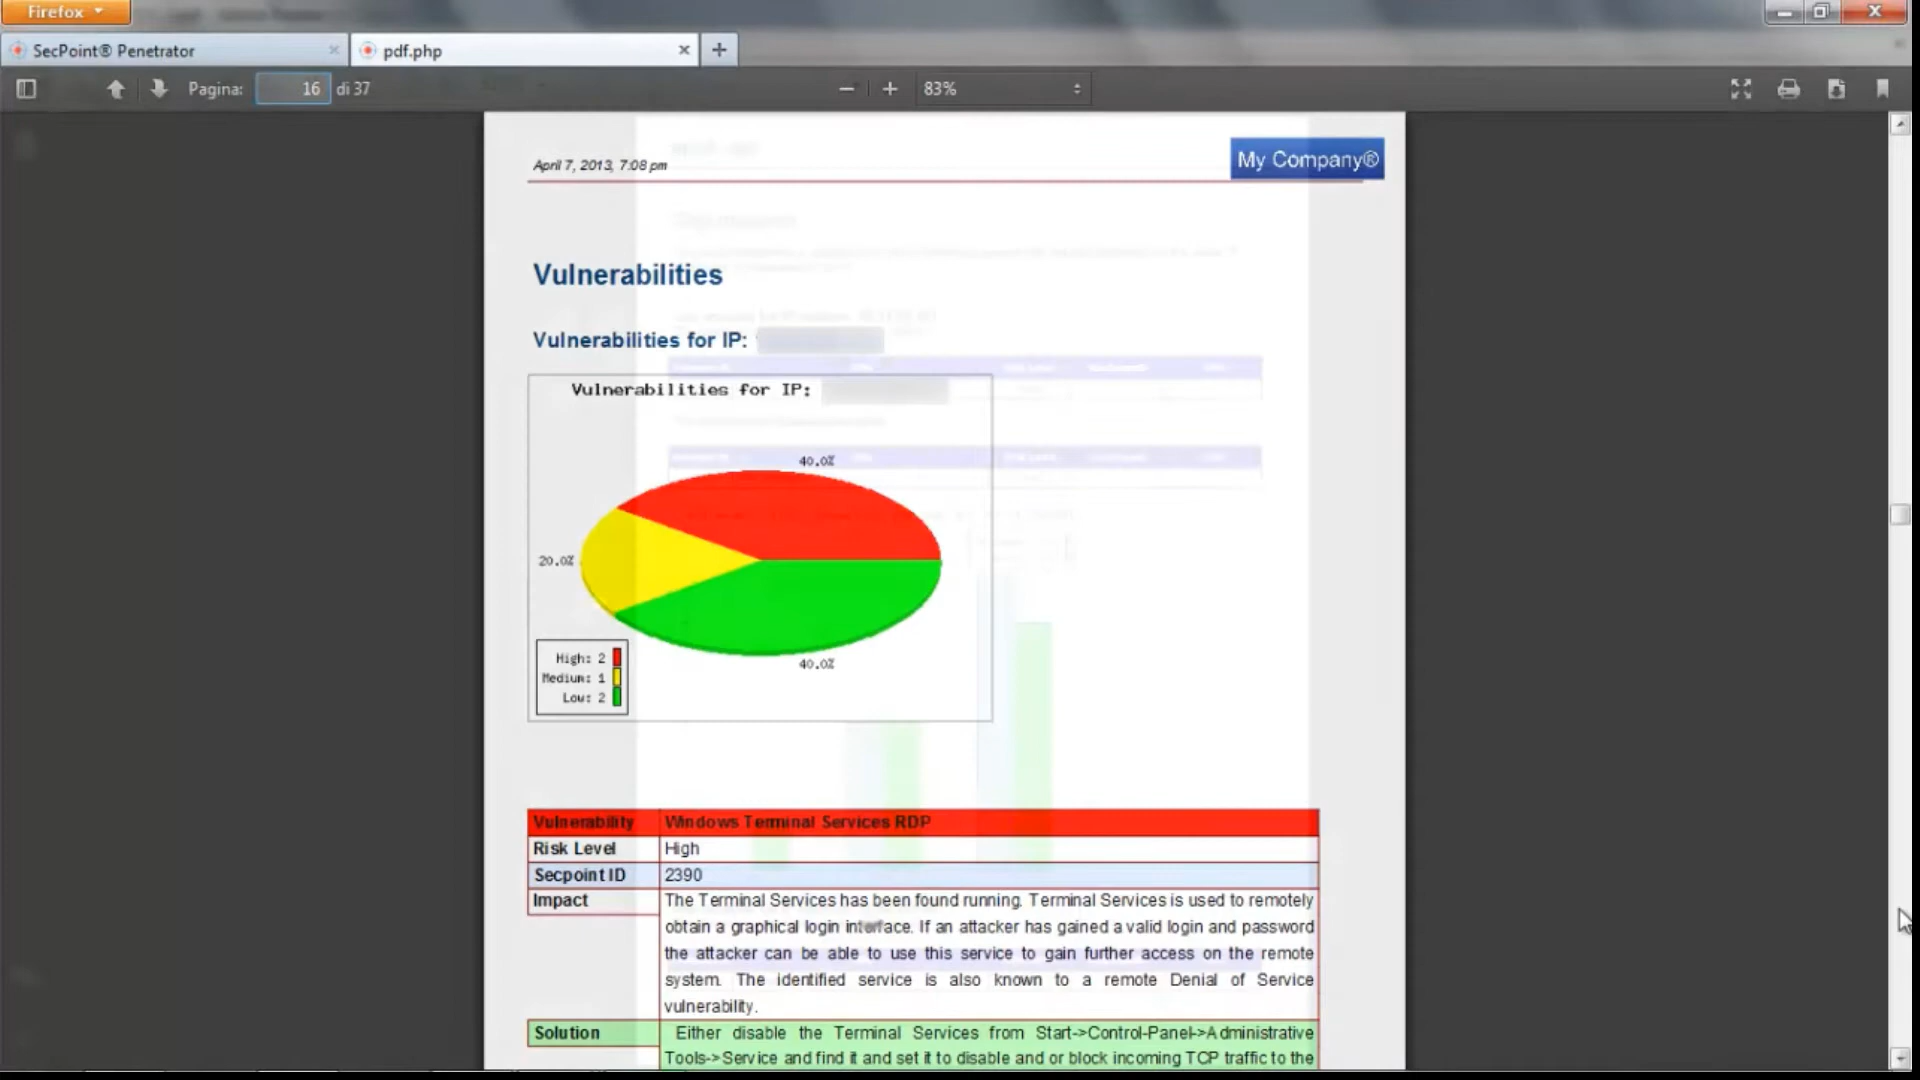 Firefox
SecPoint® Penetrator
pdf.php
Pagina: 16 di 37
83%
April 7, 2013, 7:08 pm
My Company®
Vulnerabilities
Vulnerabilities for IP:
Vulnerabilities for IP:
40.0%
20.0%
40.0%
High: 2
Medium: 1
Low: 2
Vulnerability Windows Terminal Services RDP
Risk Level High
Secpoint ID 2390
Impact The Terminal Services has been found running. Terminal Services is used to remotely
obtain a graphical login interface. If an attacker has gained a valid login and password
the attacker can be able to use this service to gain further access on the remote
system. The identified service is also known to a remote Denial of Service
vulnerability.
Solution Either disable the Terminal Services from Start->Control-Panel->Administrative
Tools->Service and find it and set it to disable and or block incoming TCP traffic to the